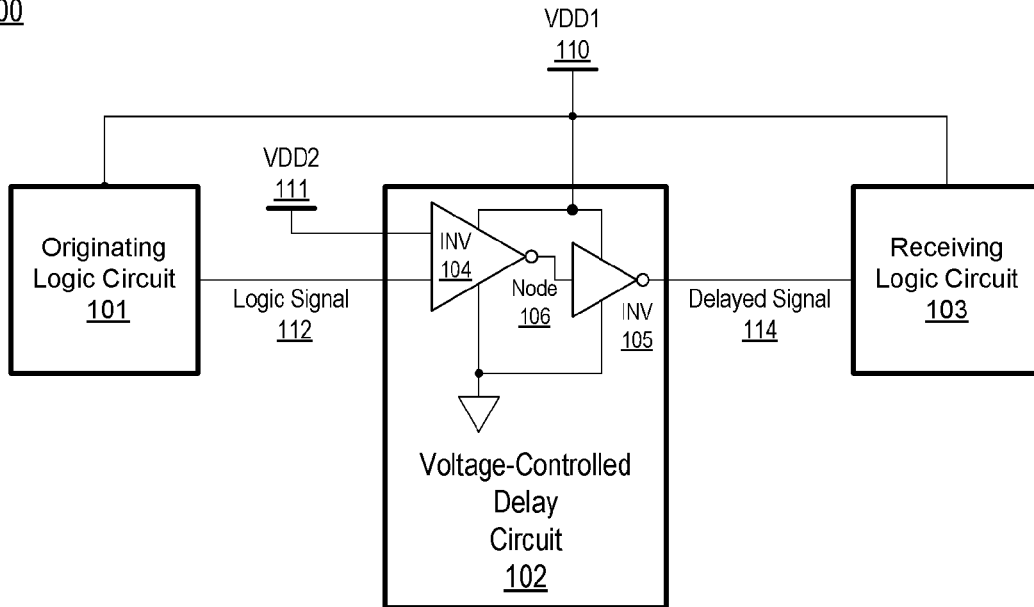 00
VDD1
110
VDD2
111
Originating
Logic Circuit
101
Logic Signal
112
INV
104
Node
106
INV
105
Delayed Signal
114
Receiving
Logic Circuit
103
Voltage-Controlled
Delay
Circuit
102